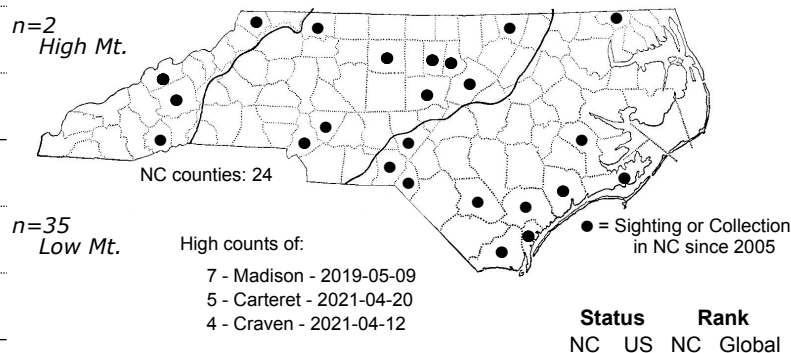 n=2
High Mt.
NC counties: 24
n=35
Low Mt.
High counts of:
7 - Madison - 2019-05-09
5 - Carteret - 2021-04-20
4 - Craven - 2021-04-12
● = Sighting or Collection
in NC since 2005
Status Rank
NC US NC Global